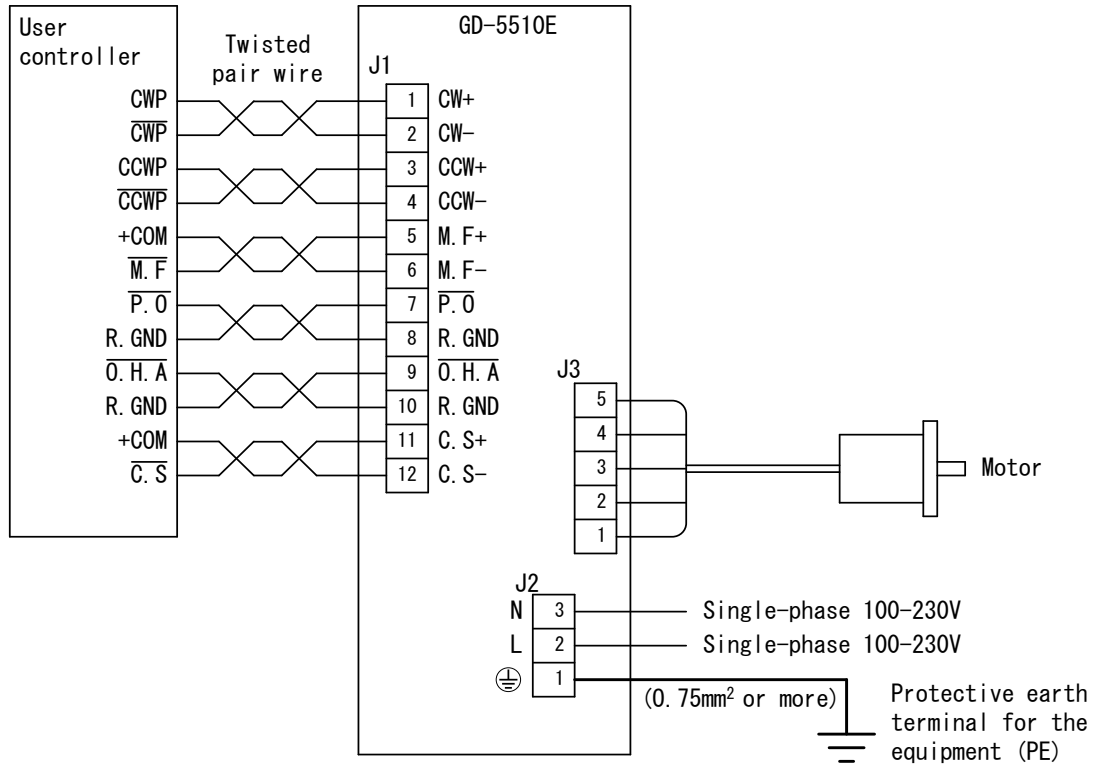 User
controller
Twisted
pair wire
GD-5510E
J1
CWP 1 CW+
C̅W̅P̅ 2 CW-
CCWP 3 CCW+
C̅C̅W̅P̅ 4 CCW-
+COM 5 M.F+
M̅.̅F̅ 6 M.F-
P̅.̅O̅ 7 P̅.̅O̅
R.GND 8 R.GND
O̅.̅H̅.̅A̅ 9 O̅.̅H̅.̅A̅
R.GND 10 R.GND
+COM 11 C.S+
C̅.̅S̅ 12 C.S-
J3
5
4
3
2
1
Motor
J2
N 3 Single-phase 100-230V
L 2 Single-phase 100-230V
1
(0.75mm² or more)
Protective earth
terminal for the
equipment (PE)